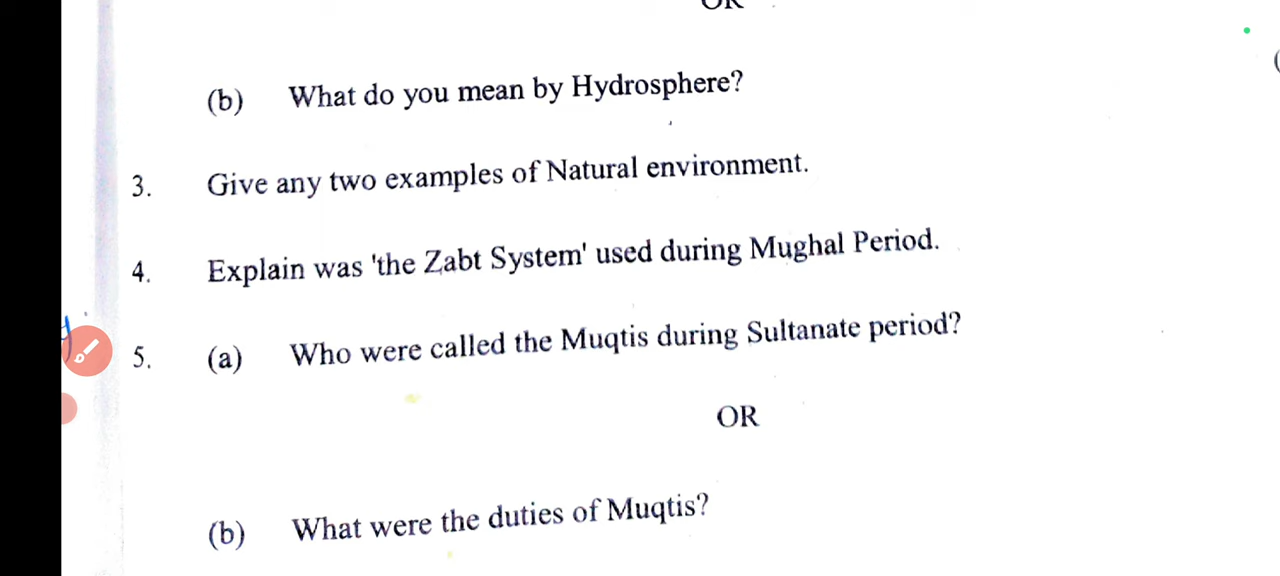 OR
(b) What do you mean by Hydrosphere?
3. Give any two examples of Natural environment.
4. Explain was 'the Zabt System' used during Mughal Period.
5. (a) Who were called the Muqtis during Sultanate period?
OR
(b) What were the duties of Muqtis?